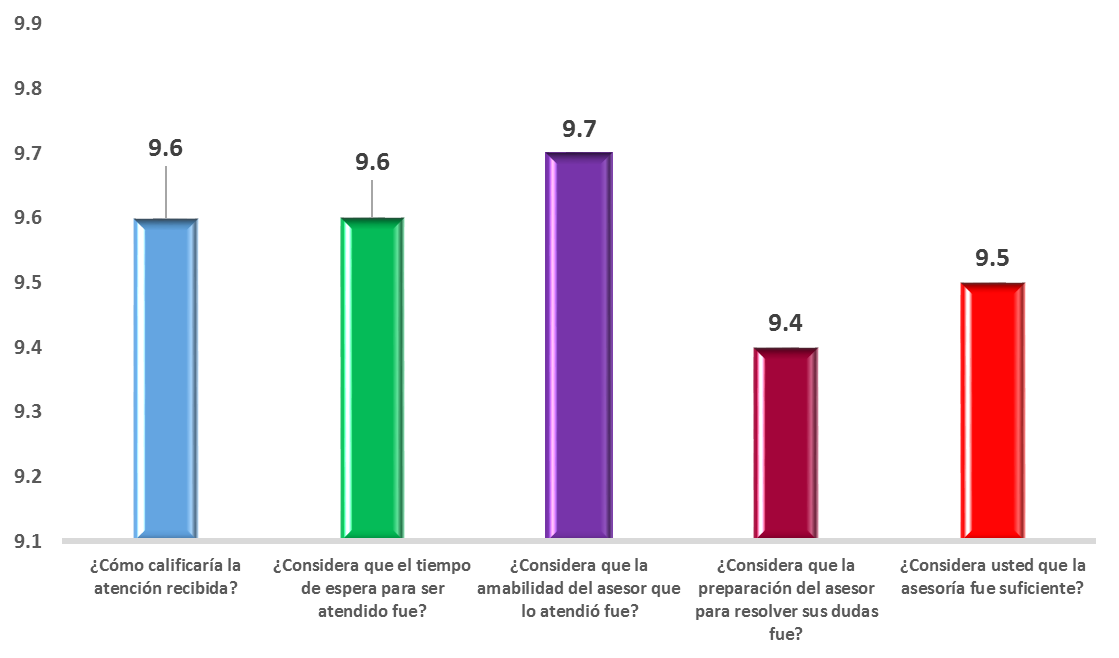 9.9
9.8
9.7
9.6
9.5
9.4
9.3
9.2
9.1
9.6
9.6
9.7
9.4
9.5
¿Cómo calificaría la
atención recibida?
¿Considera que el tiempo
de espera para ser
atendido fue?
¿Considera que la
amabilidad del asesor que
lo atendió fue?
¿Considera que la
preparación del asesor
para resolver sus dudas
fue?
¿Considera usted que la
asesoría fue suficiente?